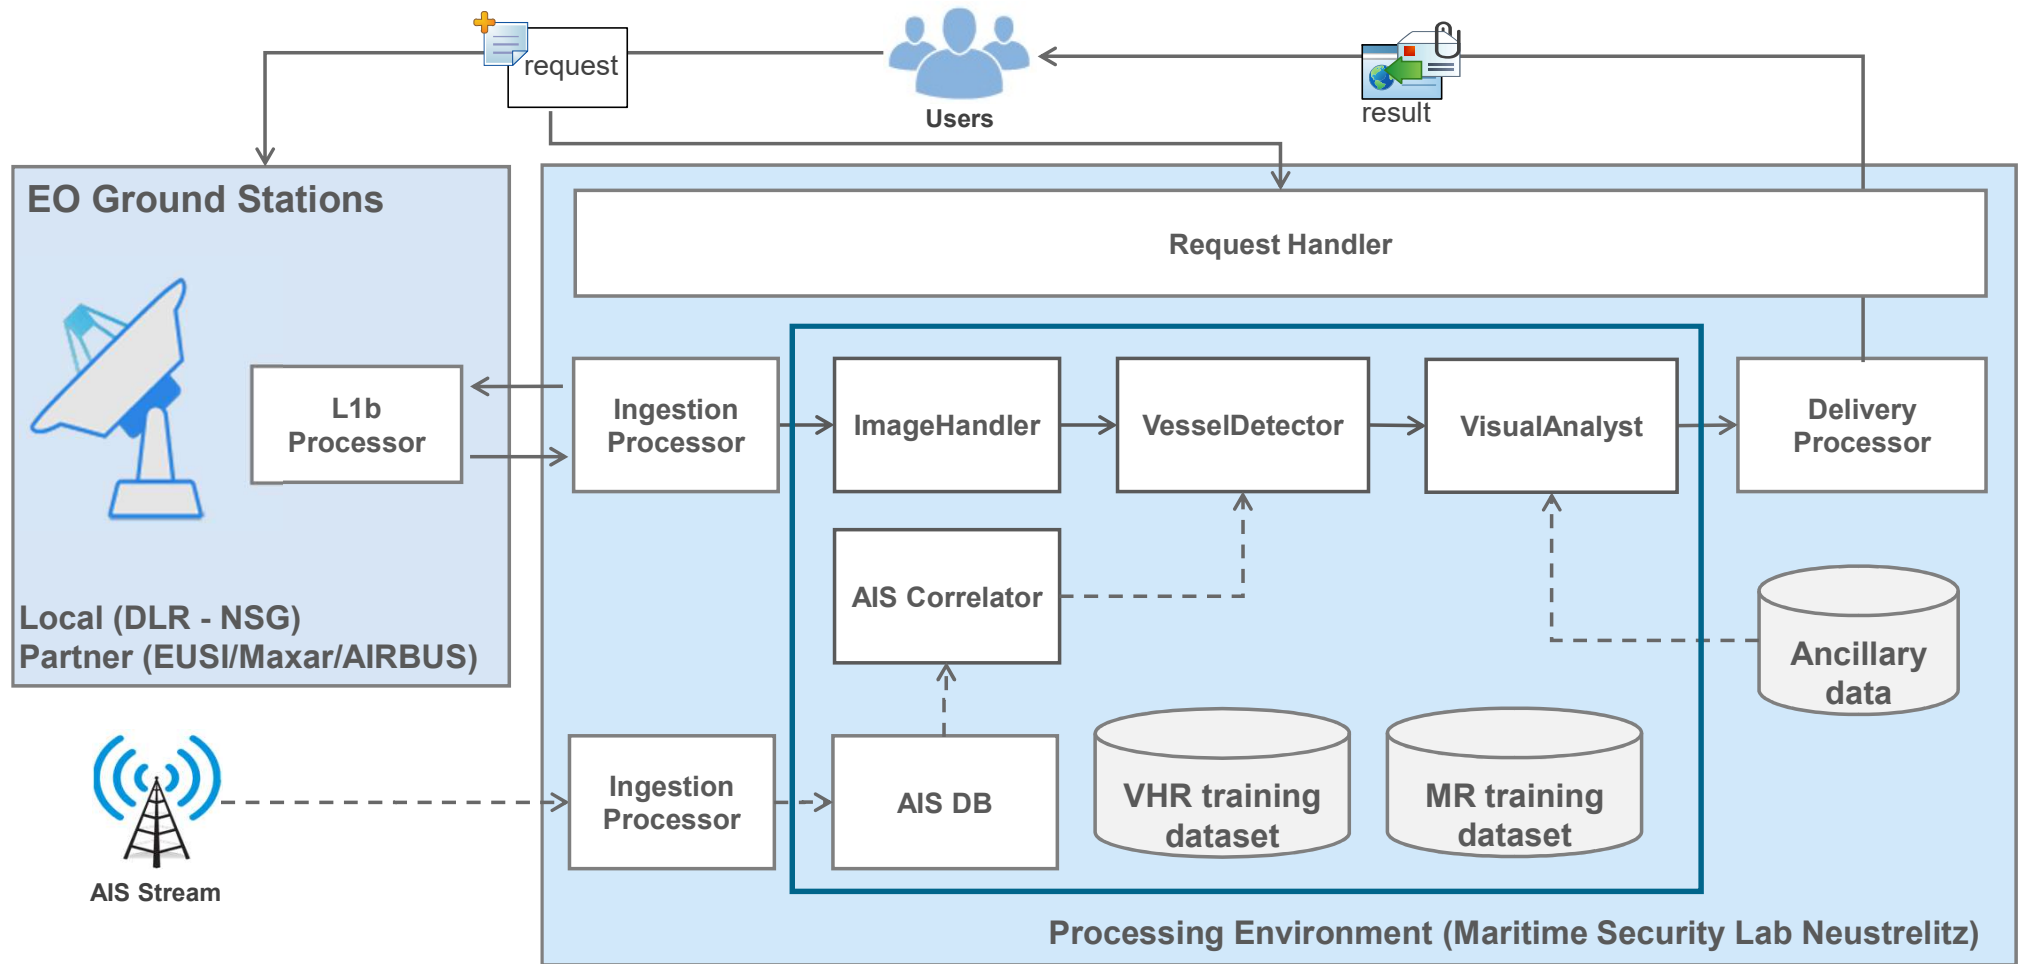 request
Users
result
EO Ground Stations
Request Handler
L1b
Processor
Ingestion
Processor
ImageHandler
VesselDetector
VisualAnalyst
Delivery
Processor
AIS Correlator
Local (DLR - NSG)
Partner (EUSI/Maxar/AIRBUS)
Ancillary
data
Ingestion
Processor
AIS DB
VHR training
dataset
MR training
dataset
AIS Stream
Processing Environment (Maritime Security Lab Neustrelitz)